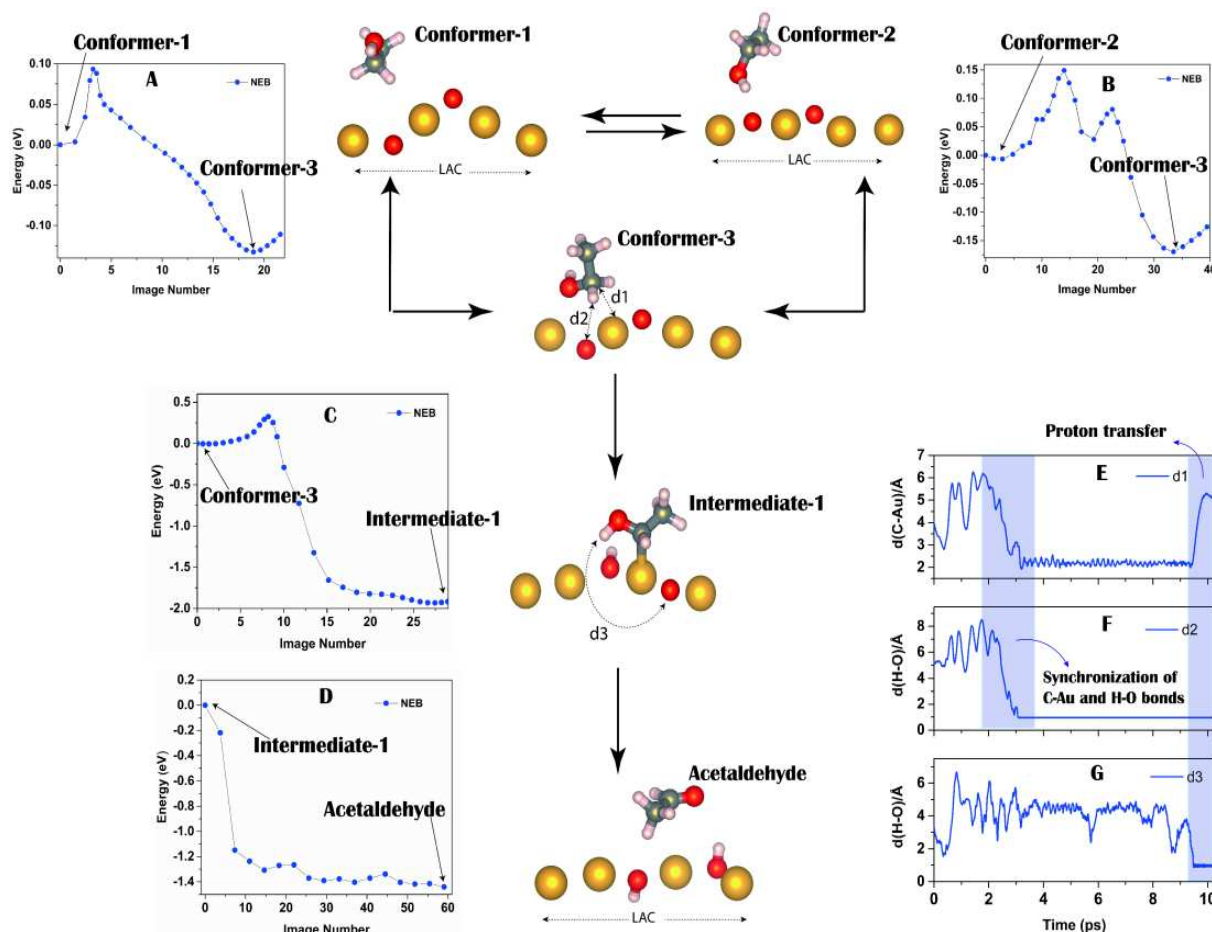 Conformer-1
A
NEB
Conformer-3
0.10
0.05
0.00
-0.05
-0.10
Energy (eV)
0
5
10
15
20
Image Number
Conformer-1
LAC
Conformer-2
LAC
Conformer-2
B
NEB
Conformer-3
0.15
0.10
0.05
0.00
-0.05
-0.10
-0.15
Energy (eV)
0
10
20
30
40
Image Number
Conformer-3
d1
d2
C
NEB
Conformer-3
Intermediate-1
0.5
0.0
-0.5
-1.0
-1.5
-2.0
Energy (eV)
0
5
10
15
20
25
Image Number
Intermediate-1
d3
D
NEB
Intermediate-1
Acetaldehyde
0.2
0.0
-0.2
-0.4
-0.6
-0.8
-1.0
-1.2
-1.4
Energy (eV)
0
10
20
30
40
50
60
Image Number
Acetaldehyde
LAC
Proton transfer
E
d1
7
6
5
4
3
2
1
d(C-Au)/Å
F
d2
8
6
4
2
0
d(H-O)/Å
Synchronization of
C-Au and H-O bonds
G
d3
6
4
2
0
d(H-O)/Å
0
2
4
6
8
10
Time (ps)